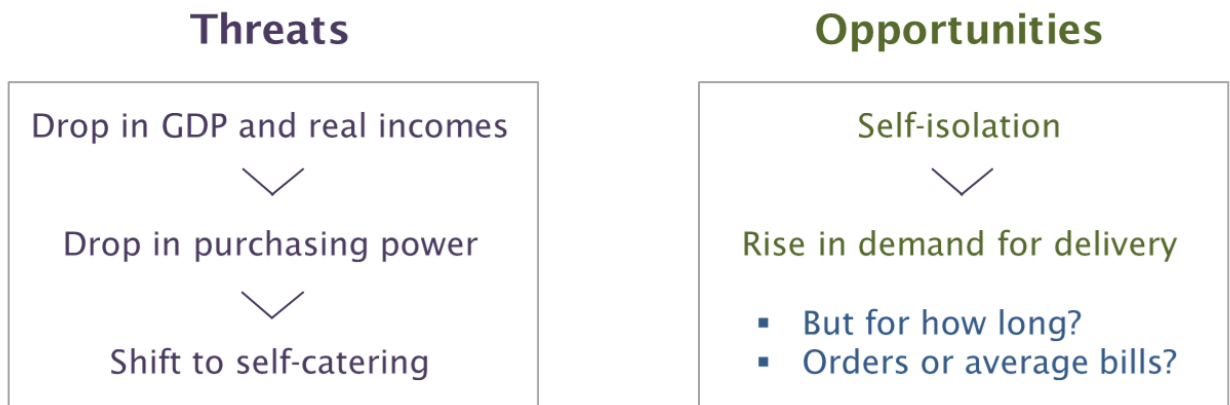 Threats
Drop in GDP and real incomes
Drop in purchasing power
Shift to self-catering
Opportunities
Self-isolation
Rise in demand for delivery
▪ But for how long?
▪ Orders or average bills?